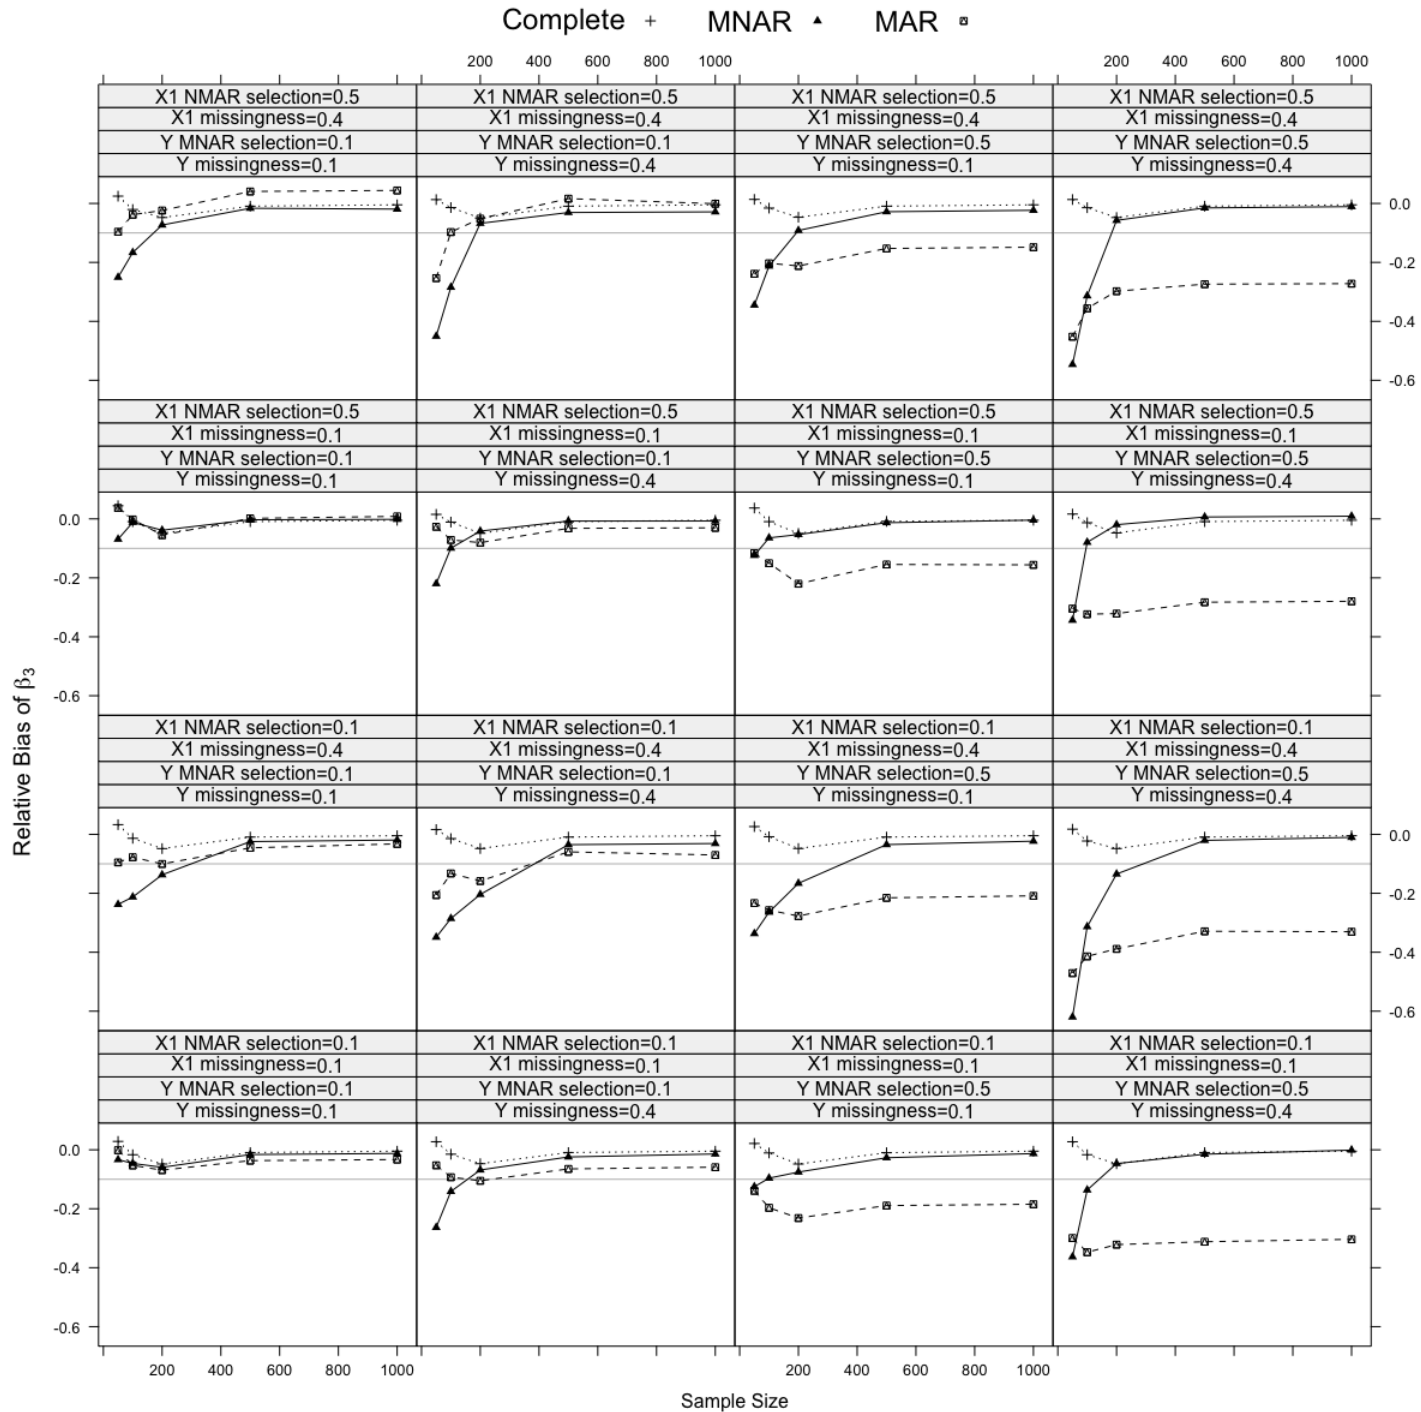 Complete + MNAR ▲ MAR
200 400 600 800 1000 200 400 600 800 1000
X1 NMAR selection=0.5 X1 NMAR selection=0.5 X1 NMAR selection=0.5 X1 NMAR selection=0.5
X1 missingness=0.4 X1 missingness=0.4 X1 missingness=0.4 X1 missingness=0.4
Y MNAR selection=0.1 Y MNAR selection=0.1 Y MNAR selection=0.5 Y MNAR selection=0.5
Y missingness=0.1 Y missingness=0.4 Y missingness=0.1 Y missingness=0.4
0.0
-0.2
-0.4
-0.6
X1 NMAR selection=0.5 X1 NMAR selection=0.5 X1 NMAR selection=0.5 X1 NMAR selection=0.5
X1 missingness=0.1 X1 missingness=0.1 X1 missingness=0.1 X1 missingness=0.1
Y MNAR selection=0.1 Y MNAR selection=0.1 Y MNAR selection=0.5 Y MNAR selection=0.5
Y missingness=0.1 Y missingness=0.4 Y missingness=0.1 Y missingness=0.4
0.0
-0.2
-0.4
-0.6
Relative Bias of β3
X1 NMAR selection=0.1 X1 NMAR selection=0.1 X1 NMAR selection=0.1 X1 NMAR selection=0.1
X1 missingness=0.4 X1 missingness=0.4 X1 missingness=0.4 X1 missingness=0.4
Y MNAR selection=0.1 Y MNAR selection=0.1 Y MNAR selection=0.5 Y MNAR selection=0.5
Y missingness=0.1 Y missingness=0.4 Y missingness=0.1 Y missingness=0.4
0.0
-0.2
-0.4
-0.6
X1 NMAR selection=0.1 X1 NMAR selection=0.1 X1 NMAR selection=0.1 X1 NMAR selection=0.1
X1 missingness=0.1 X1 missingness=0.1 X1 missingness=0.1 X1 missingness=0.1
Y MNAR selection=0.1 Y MNAR selection=0.1 Y MNAR selection=0.5 Y MNAR selection=0.5
Y missingness=0.1 Y missingness=0.4 Y missingness=0.1 Y missingness=0.4
0.0
-0.2
-0.4
-0.6
200 400 600 800 1000 200 400 600 800 1000
Sample Size